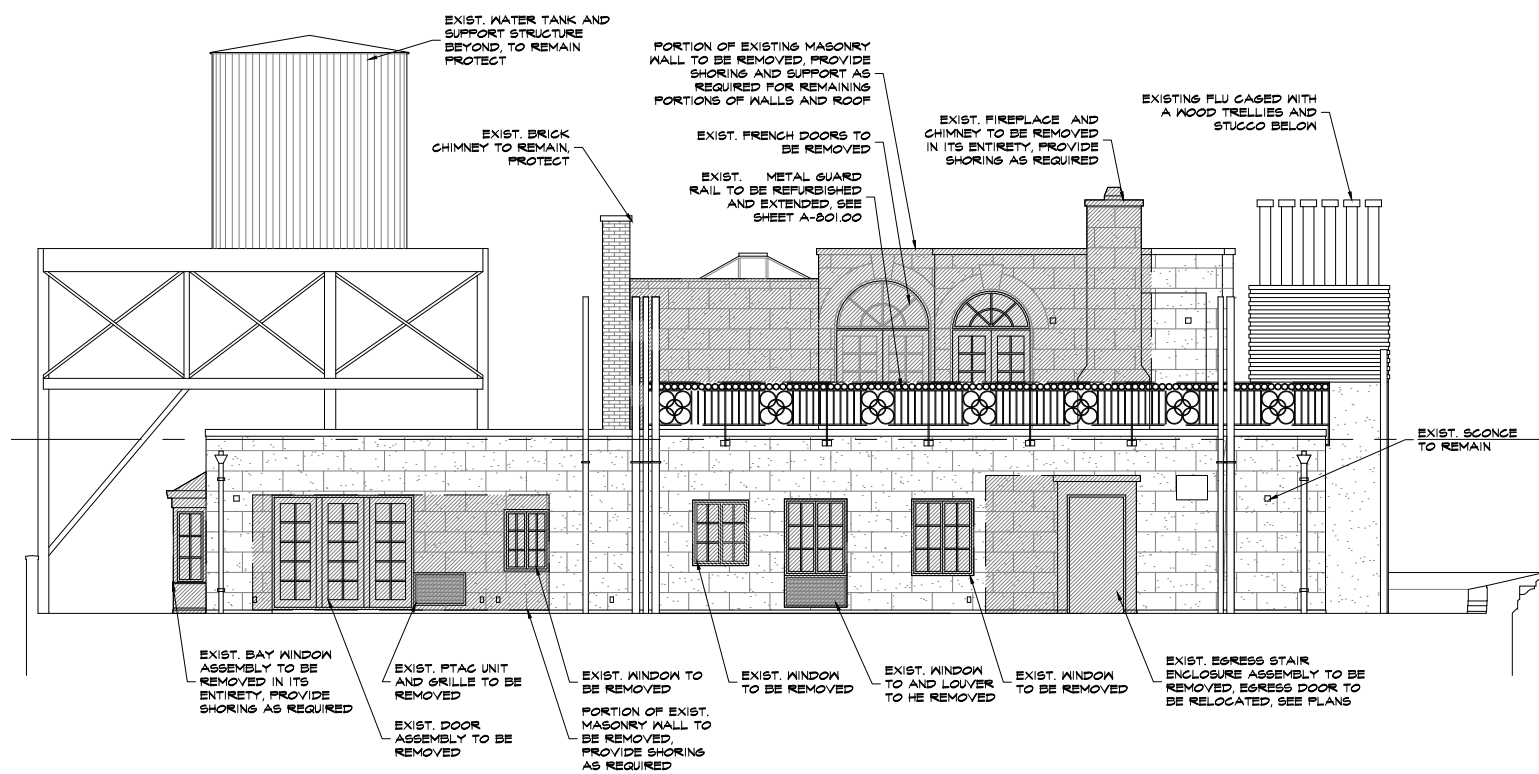 EXIST. WATER TANK AND
SUPPORT STRUCTURE
BEYOND, TO REMAIN
PROTECT
PORTION OF EXISTING MASONRY
WALL TO BE REMOVED, PROVIDE
SHORING AND SUPPORT AS
REQUIRED FOR REMAINING
PORTIONS OF WALLS AND ROOF
EXISTING FLU CAGED WITH
A WOOD TRELLIES AND
STUCCO BELOW
EXIST. BRICK
CHIMNEY TO REMAIN,
PROTECT
EXIST. FRENCH DOORS TO
BE REMOVED
EXIST. FIREPLACE AND
CHIMNEY TO BE REMOVED
IN ITS ENTIRETY, PROVIDE
SHORING AS REQUIRED
EXIST. METAL GUARD
RAIL TO BE REFURBISHED
AND EXTENDED, SEE
SHEET A-801.00
EXIST. SCONCE
TO REMAIN
EXIST. BAY WINDOW
ASSEMBLY TO BE
REMOVED IN ITS
ENTIRETY, PROVIDE
SHORING AS REQUIRED
EXIST. DOOR
ASSEMBLY TO BE
REMOVED
EXIST. PTAC UNIT
AND GRILLE TO BE
REMOVED
EXIST. WINDOW TO
BE REMOVED
PORTION OF EXIST.
MASONRY WALL TO
BE REMOVED,
PROVIDE SHORING
AS REQUIRED
EXIST. WINDOW
TO BE REMOVED
EXIST. WINDOW
TO AND LOUVER
TO HE REMOVED
EXIST. WINDOW
TO BE REMOVED
EXIST. EGRESS STAIR
ENCLOSURE ASSEMBLY TO BE
REMOVED, EGRESS DOOR TO
BE RELOCATED, SEE PLANS